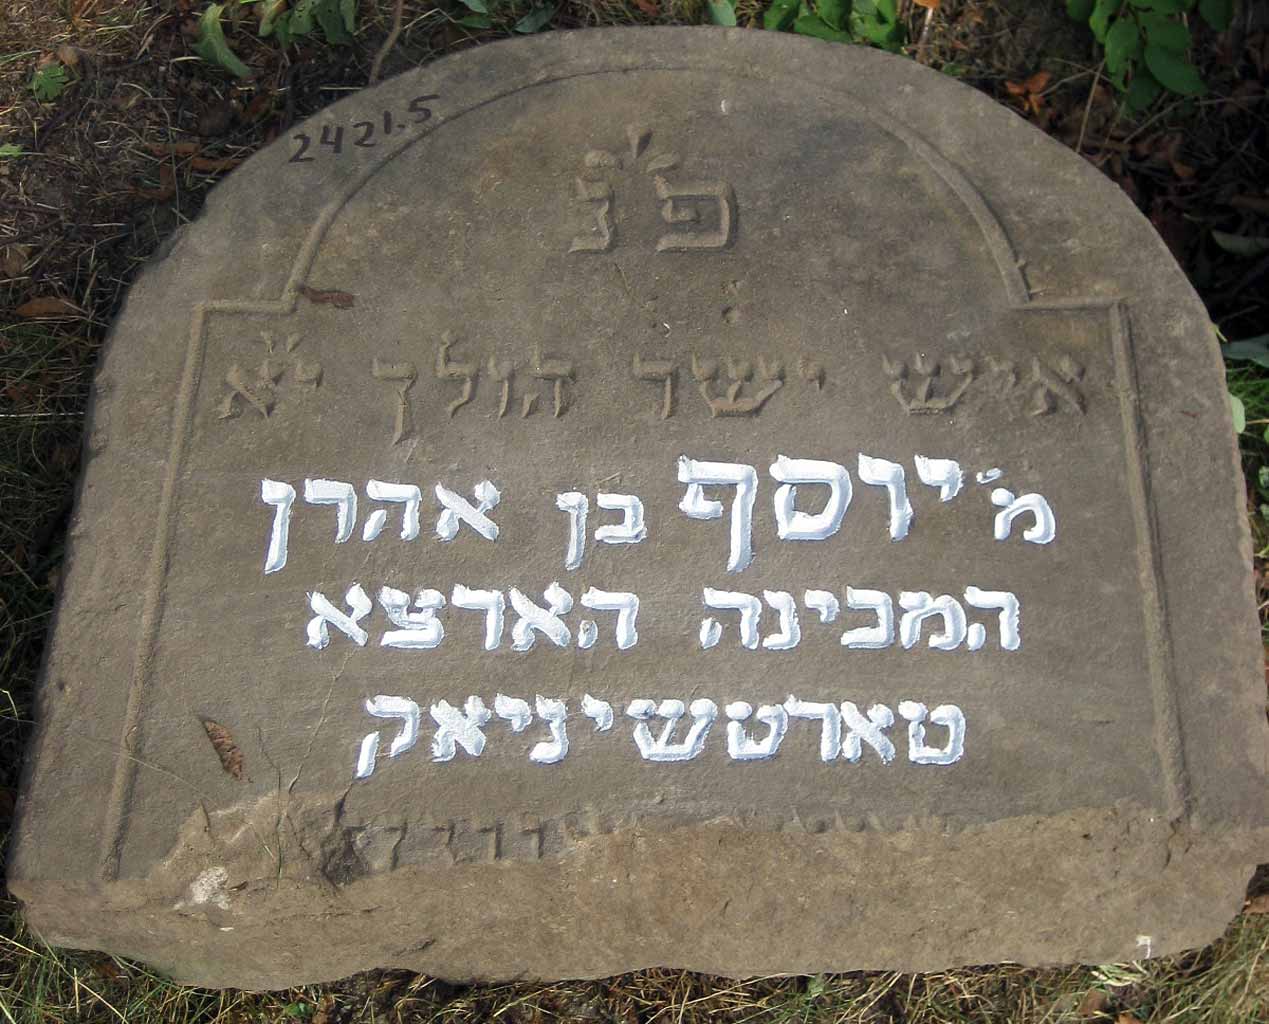 2421.5
פ'נ'
איש ישר הולך י"א
מ' יוסף בן אהרן
המכינה הארצא
טארטשיניאק